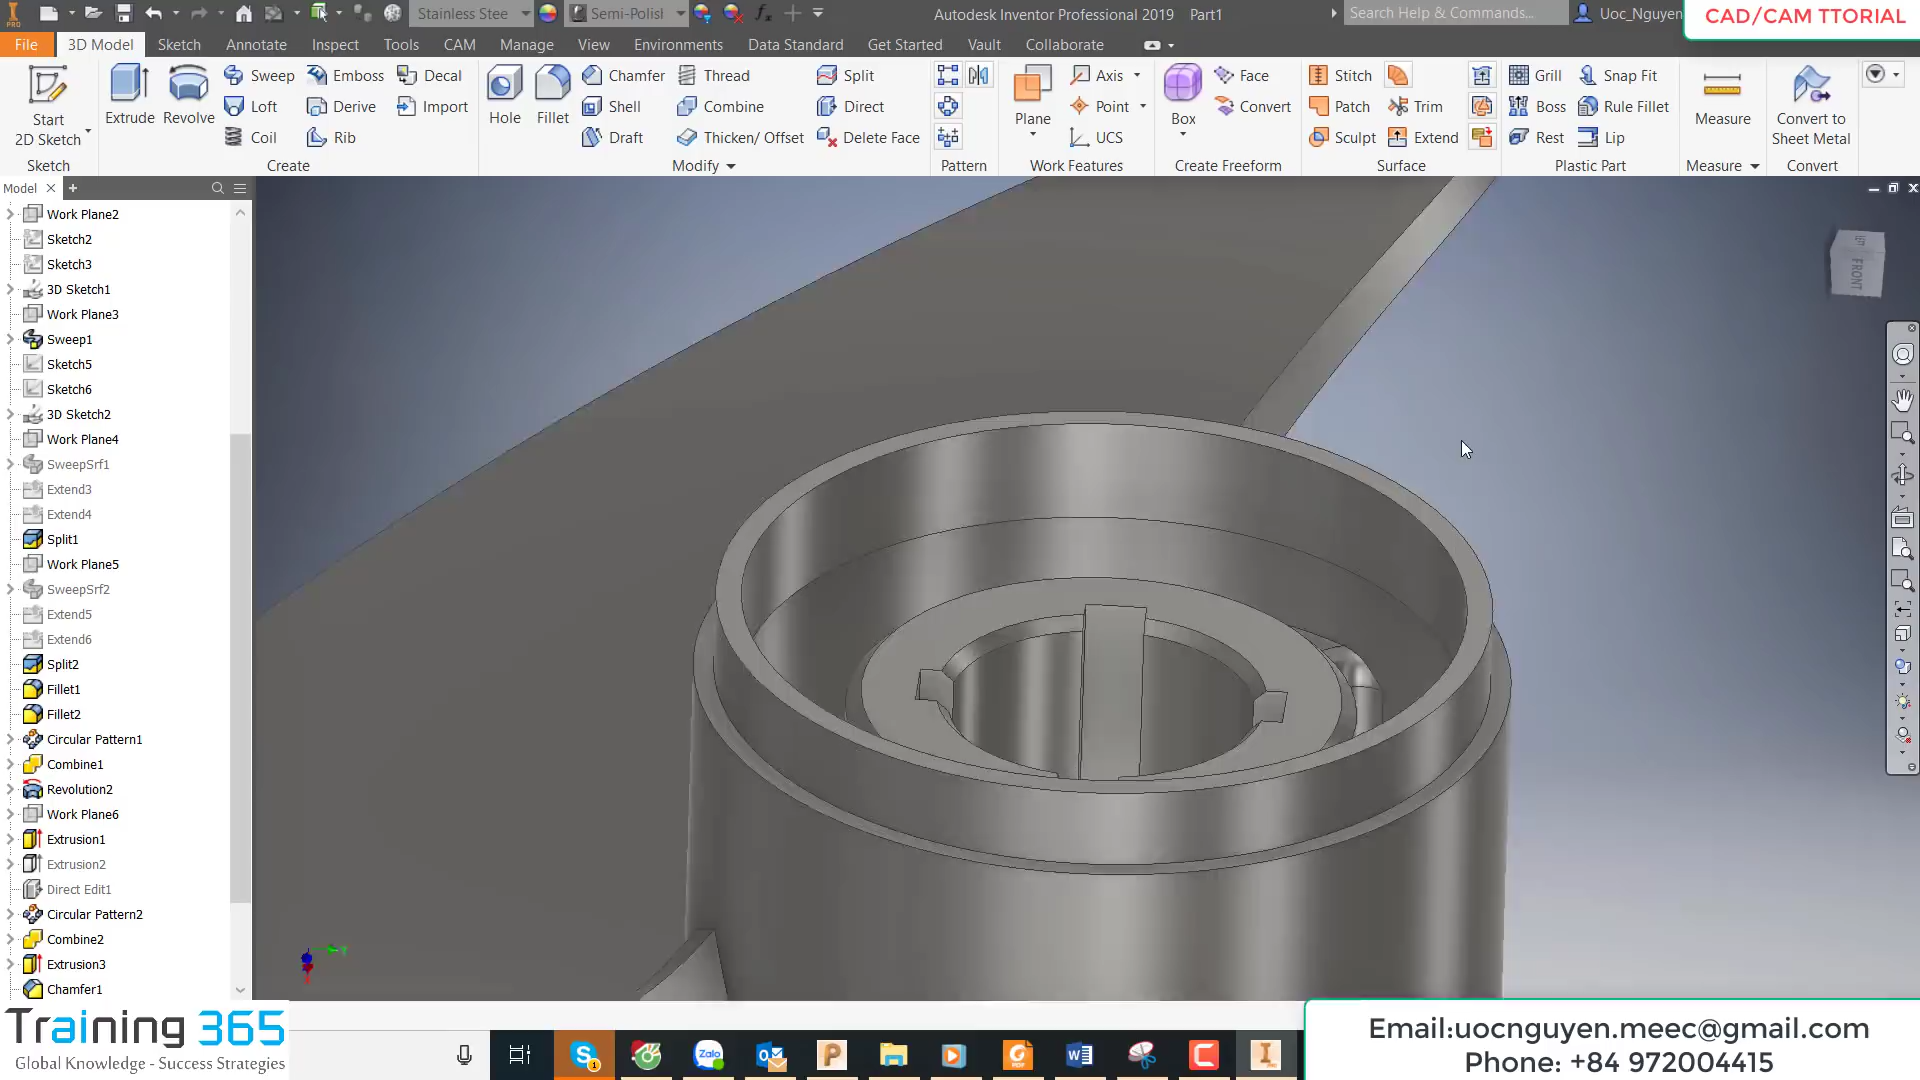 Stainless Stee
Semi-Polish
Autodesk Inventor Professional 2019 Part1
Search Help & Commands...
Uoc_Nguyen
CAD/CAM TTORIAL
File 3D Model Sketch Annotate Inspect Tools CAM Manage View Environments Data Standard Get Started Vault Collaborate
Start
2D Sketch
Sketch
Extrude
Revolve
Sweep
Emboss
Decal
Loft
Derive
Import
Coil
Rib
Create
Hole
Fillet
Chamfer
Thread
Split
Shell
Combine
Direct
Draft
Thicken/ Offset
Delete Face
Modify
Pattern
Plane
Axis
Point
UCS
Work Features
Box
Face
Convert
Create Freeform
Stitch
Patch
Trim
Sculpt
Extend
Surface
Grill
Snap Fit
Boss
Rule Fillet
Rest
Lip
Plastic Part
Measure
Measure
Convert to
Sheet Metal
Convert
Model
Work Plane2
Sketch2
Sketch3
3D Sketch1
Work Plane3
Sweep1
Sketch5
Sketch6
3D Sketch2
Work Plane4
SweepSrf1
Extend3
Extend4
Split1
Work Plane5
SweepSrf2
Extend5
Extend6
Split2
Fillet1
Fillet2
Circular Pattern1
Combine1
Revolution2
Work Plane6
Extrusion1
Extrusion2
Direct Edit1
Circular Pattern2
Combine2
Extrusion3
Chamfer1
FRONT
Training 365
Global Knowledge - Success Strategies
Zalo
Email:uocnguyen.meec@gmail.com
Phone: +84 972004415